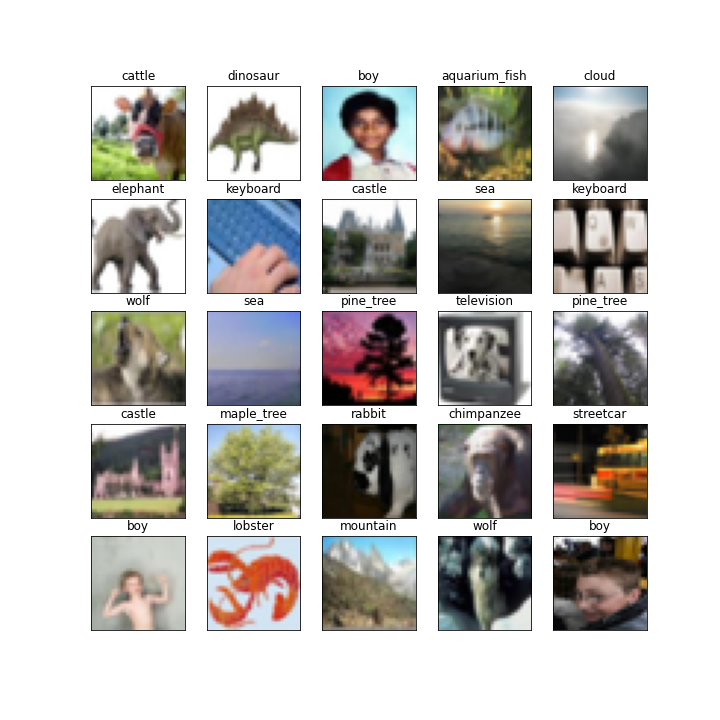 cattle dinosaur boy aquarium_fish cloud
elephant keyboard castle sea keyboard
wolf sea pine_tree television pine_tree
castle maple_tree rabbit chimpanzee streetcar
boy lobster mountain wolf boy